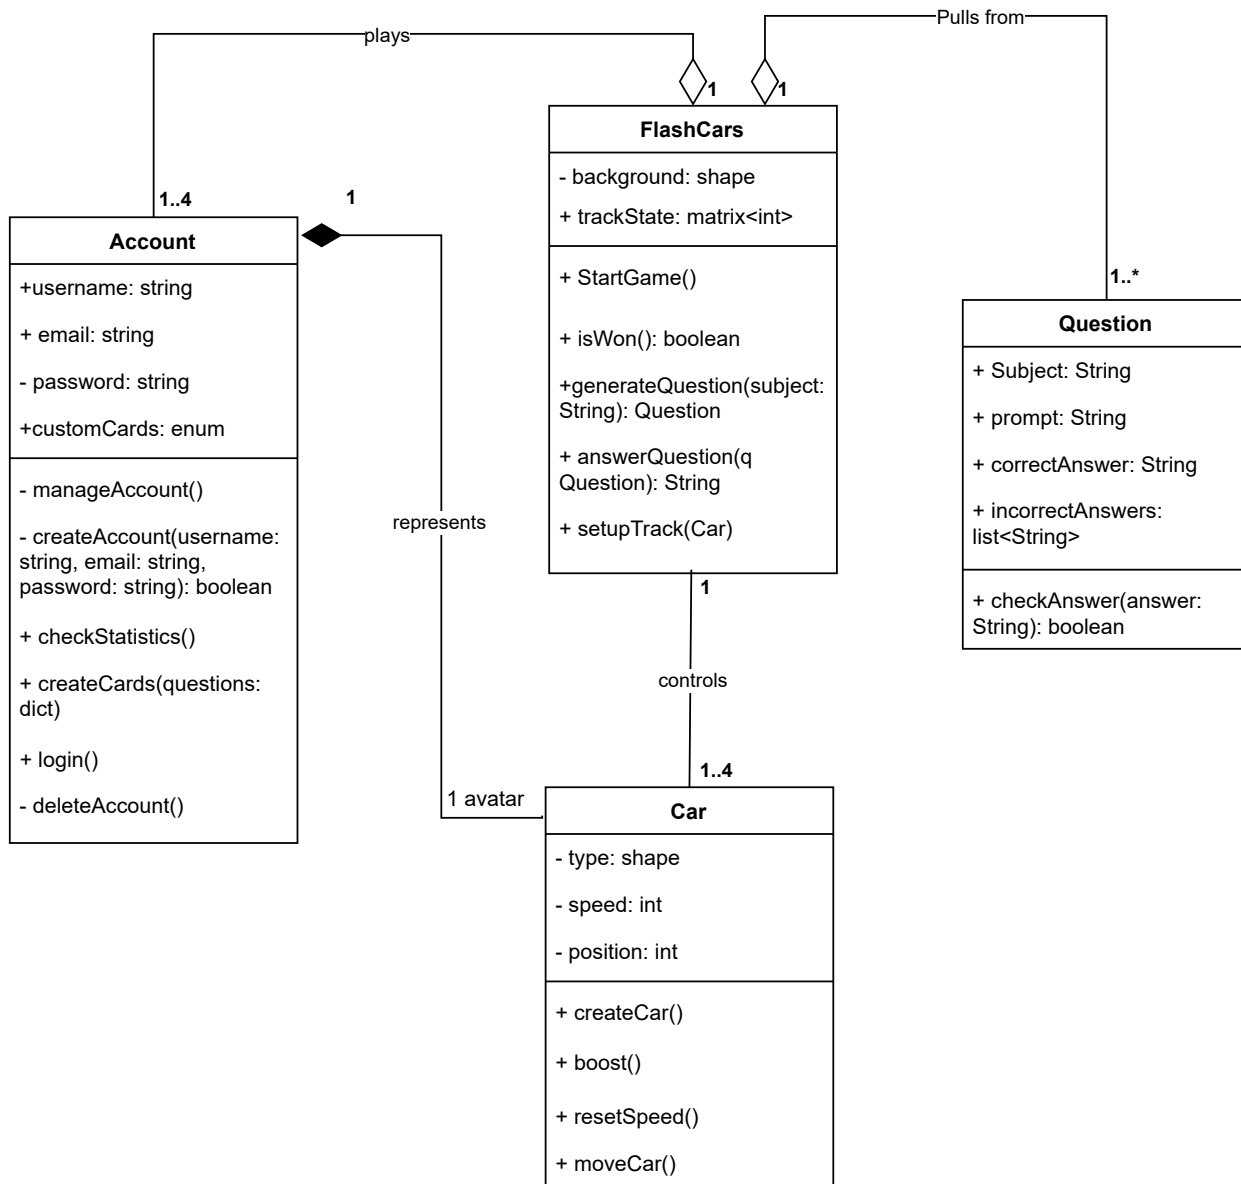 plays
Pulls from
1
1
FlashCars
- background: shape
+ trackState: matrix<int>
+ StartGame()
+ isWon(): boolean
+generateQuestion(subject:
String): Question
+ answerQuestion(q
Question): String
+ setupTrack(Car)
1..4
1
Account
+username: string
+ email: string
- password: string
+customCards: enum
- manageAccount()
- createAccount(username:
string, email: string,
password: string): boolean
+ checkStatistics()
+ createCards(questions:
dict)
+ login()
- deleteAccount()
1..*
Question
+ Subject: String
+ prompt: String
+ correctAnswer: String
+ incorrectAnswers:
list<String>
+ checkAnswer(answer:
String): boolean
represents
1
controls
1..4
1 avatar
Car
- type: shape
- speed: int
- position: int
+ createCar()
+ boost()
+ resetSpeed()
+ moveCar()